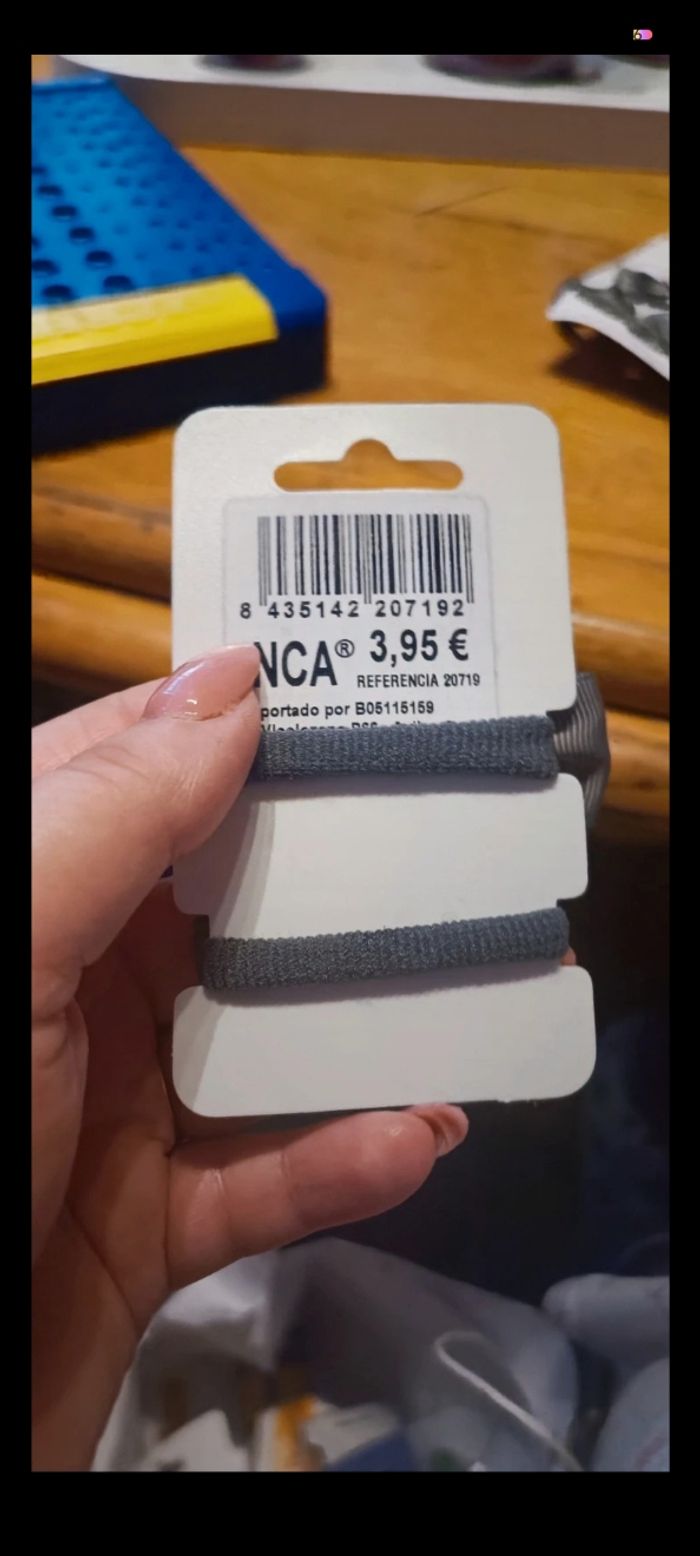 8 435142 207192
NCA® 3,95 €
REFERENCIA 20719
portado por B05115159